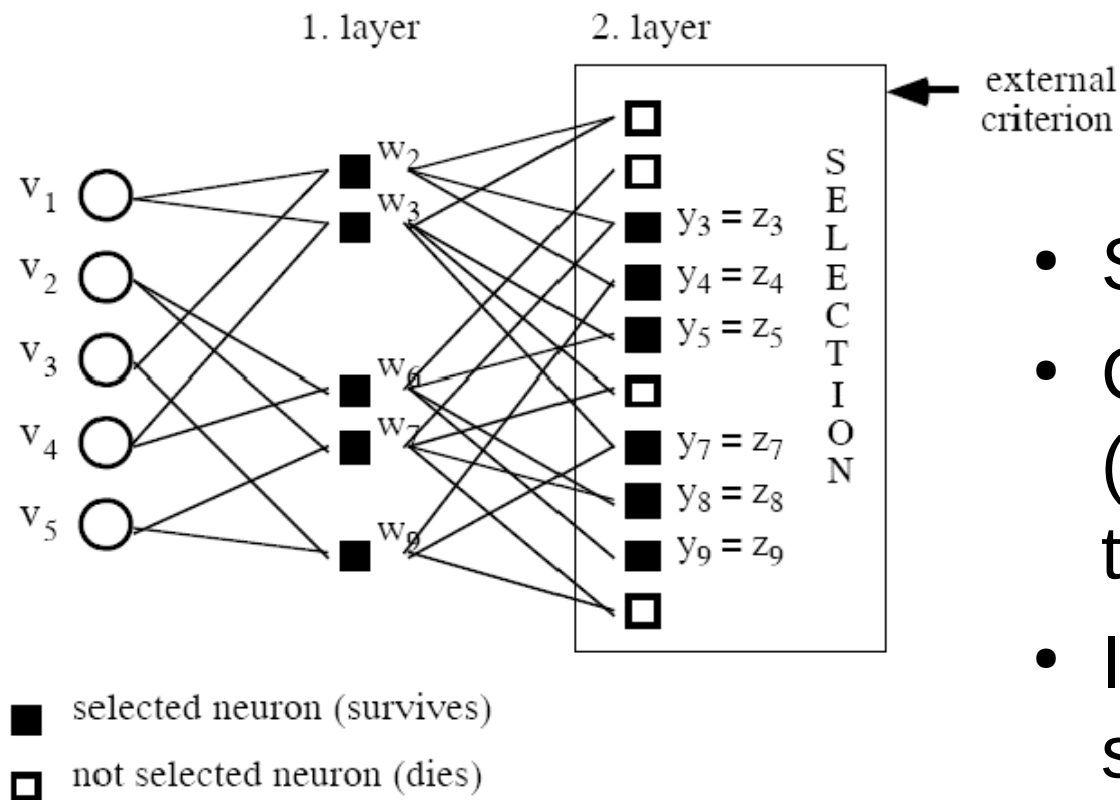 1. layer 2. layer
external
criterion
w₂
v₁
w₃
v₂
v₃
w₆
v₄
w₇
v₅
w₉
y₃ = z₃
y₄ = z₄
y₅ = z₅
y₇ = z₇
y₈ = z₈
y₉ = z₉
SELECTION
selected neuron (survives)
not selected neuron (dies)